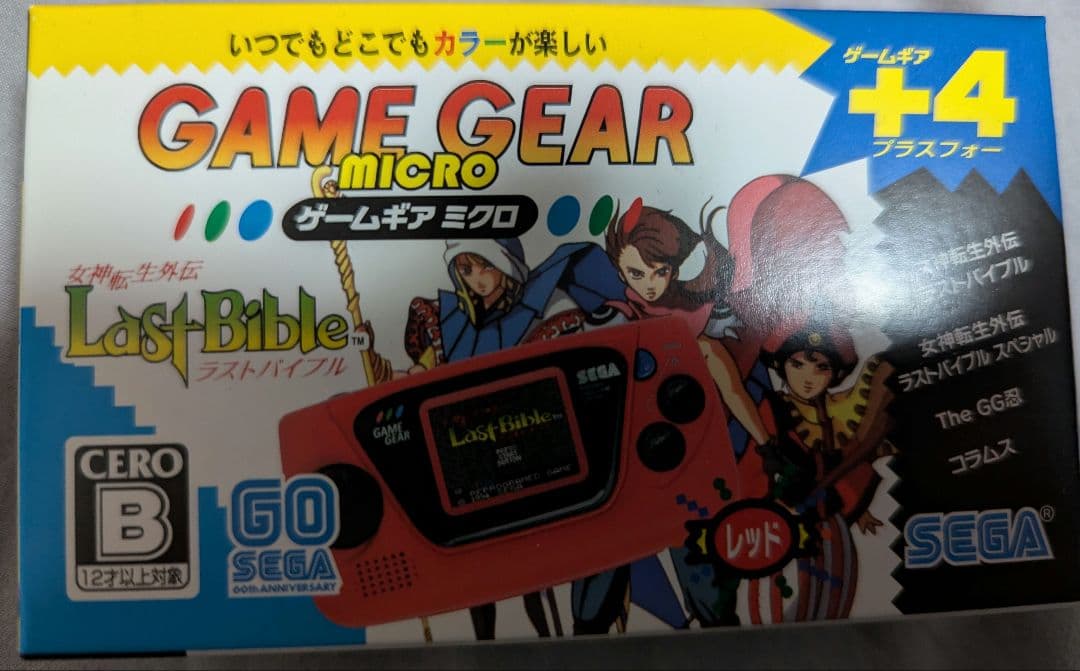 いつでもどこでもカラーが楽しい
GAME GEAR
MICRO
ゲームギア ミクロ
ゲームギア
+4
プラスフォー
女神転生外伝
Last Bible™
ラストバイブル
女神転生外伝
ラストバイブル
女神転生外伝
ラストバイブル スペシャル
The GG忍
コラムス
SEGA
GAME GEAR
Last Bible
START
レッド
CERO
B
12才以上対象
GO
SEGA
60th ANNIVERSARY
SEGA®